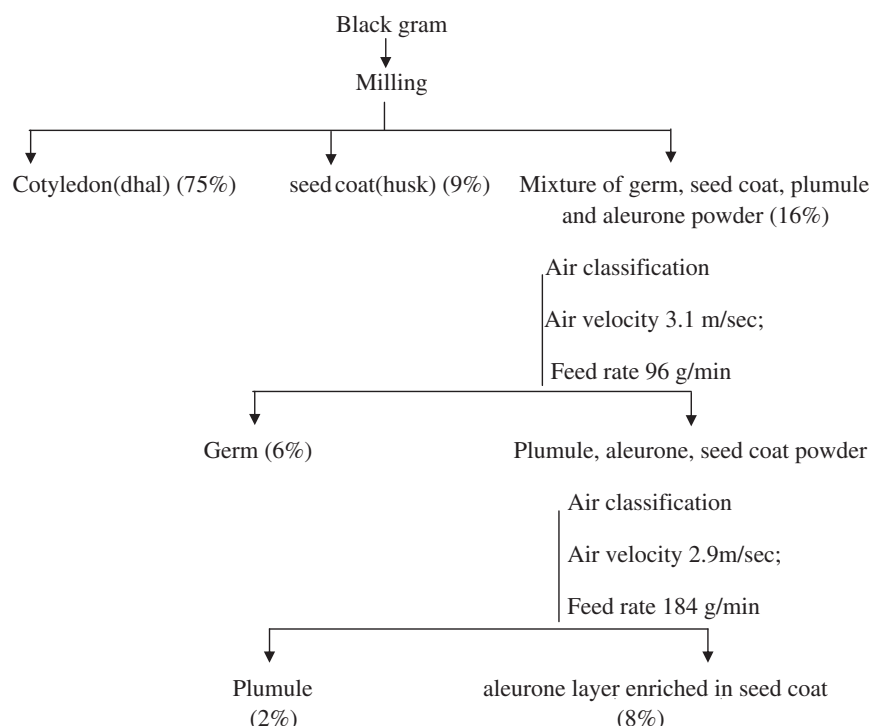 Black gram
Milling
Cotyledon(dhal) (75%)
seed coat(husk) (9%)
Mixture of germ, seed coat, plumule
and aleurone powder (16%)
Air classification
Air velocity 3.1 m/sec;
Feed rate 96 g/min
Germ (6%)
Plumule, aleurone, seed coat powder
Air classification
Air velocity 2.9m/sec;
Feed rate 184 g/min
Plumule
(2%)
aleurone layer enriched in seed coat
(8%)